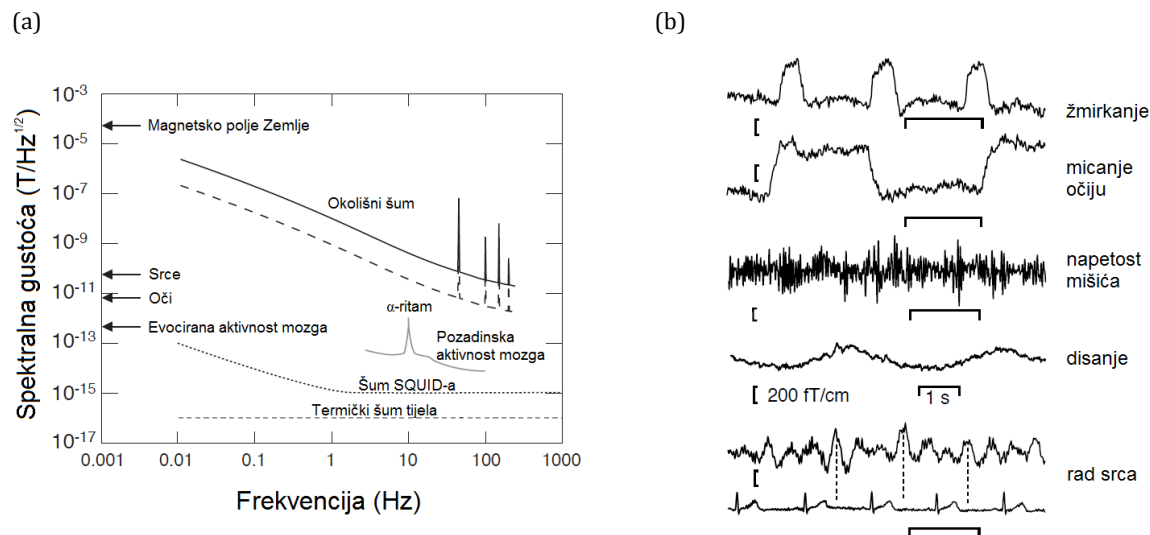 (a)
(b)
Spektralna gustoća (T/Hz^1/2)
10^-3
10^-5
10^-7
10^-9
10^-11
10^-13
10^-15
10^-17
Magnetsko polje Zemlje
Okolišni šum
Srce
Oči
Evocirana aktivnost mozga
α-ritam
Pozadinska
aktivnost mozga
Šum SQUID-a
Termički šum tijela
0.001 0.01 0.1 1 10 100 1000
Frekvencija (Hz)
žmirkanje
micanje
očiju
napetost
mišića
disanje
200 fT/cm
1 s
rad srca